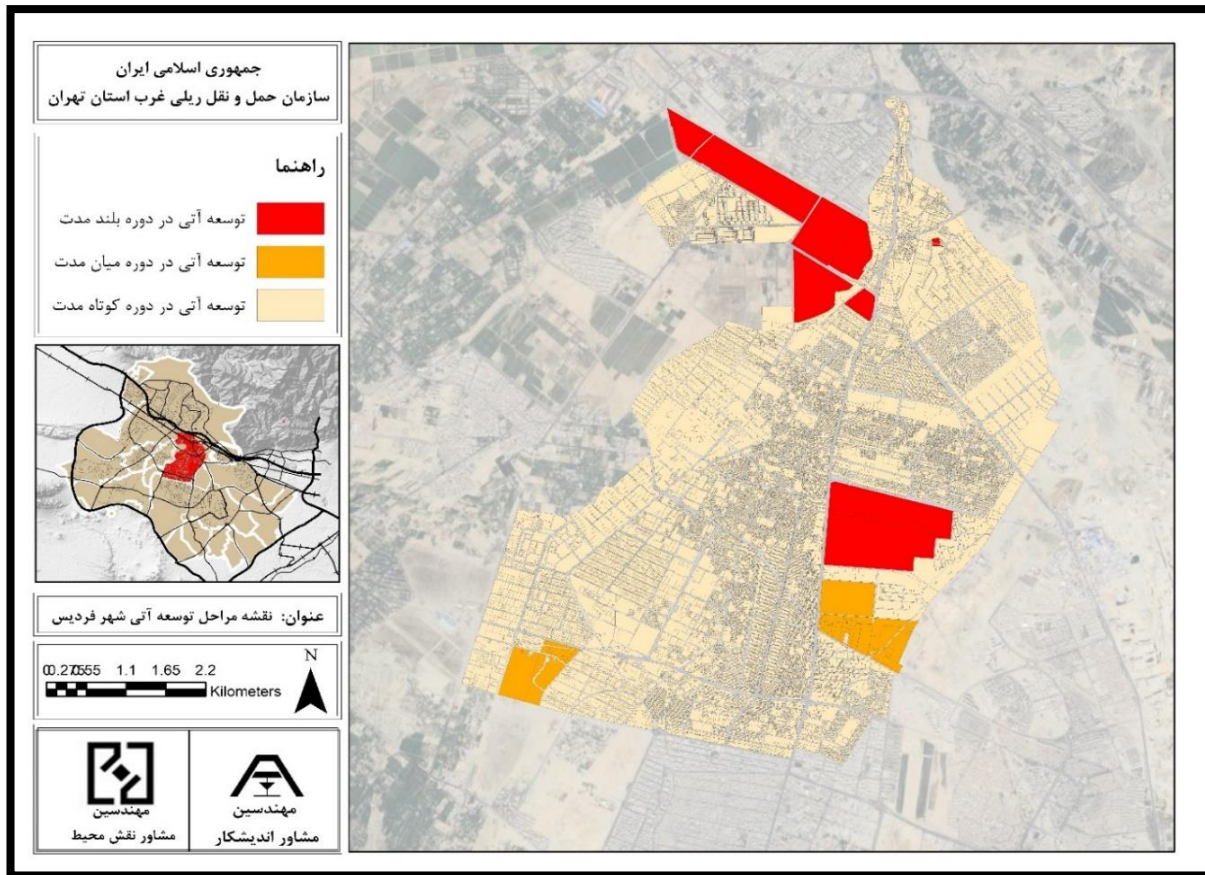 جمهوری اسلامی ایران
سازمان حمل و نقل ریلی غرب استان تهران
راهنما
توسعه آتی در دوره بلند مدت
توسعه آتی در دوره میان مدت
توسعه آتی در دوره کوتاه مدت
عنوان: نقشه مراحل توسعه آتی شهر فردیس
N
1.1 1.65 2.2
Kilometers
مهندسین
مشاور اندیشکار
مهندسین
مشاور نقش محیط